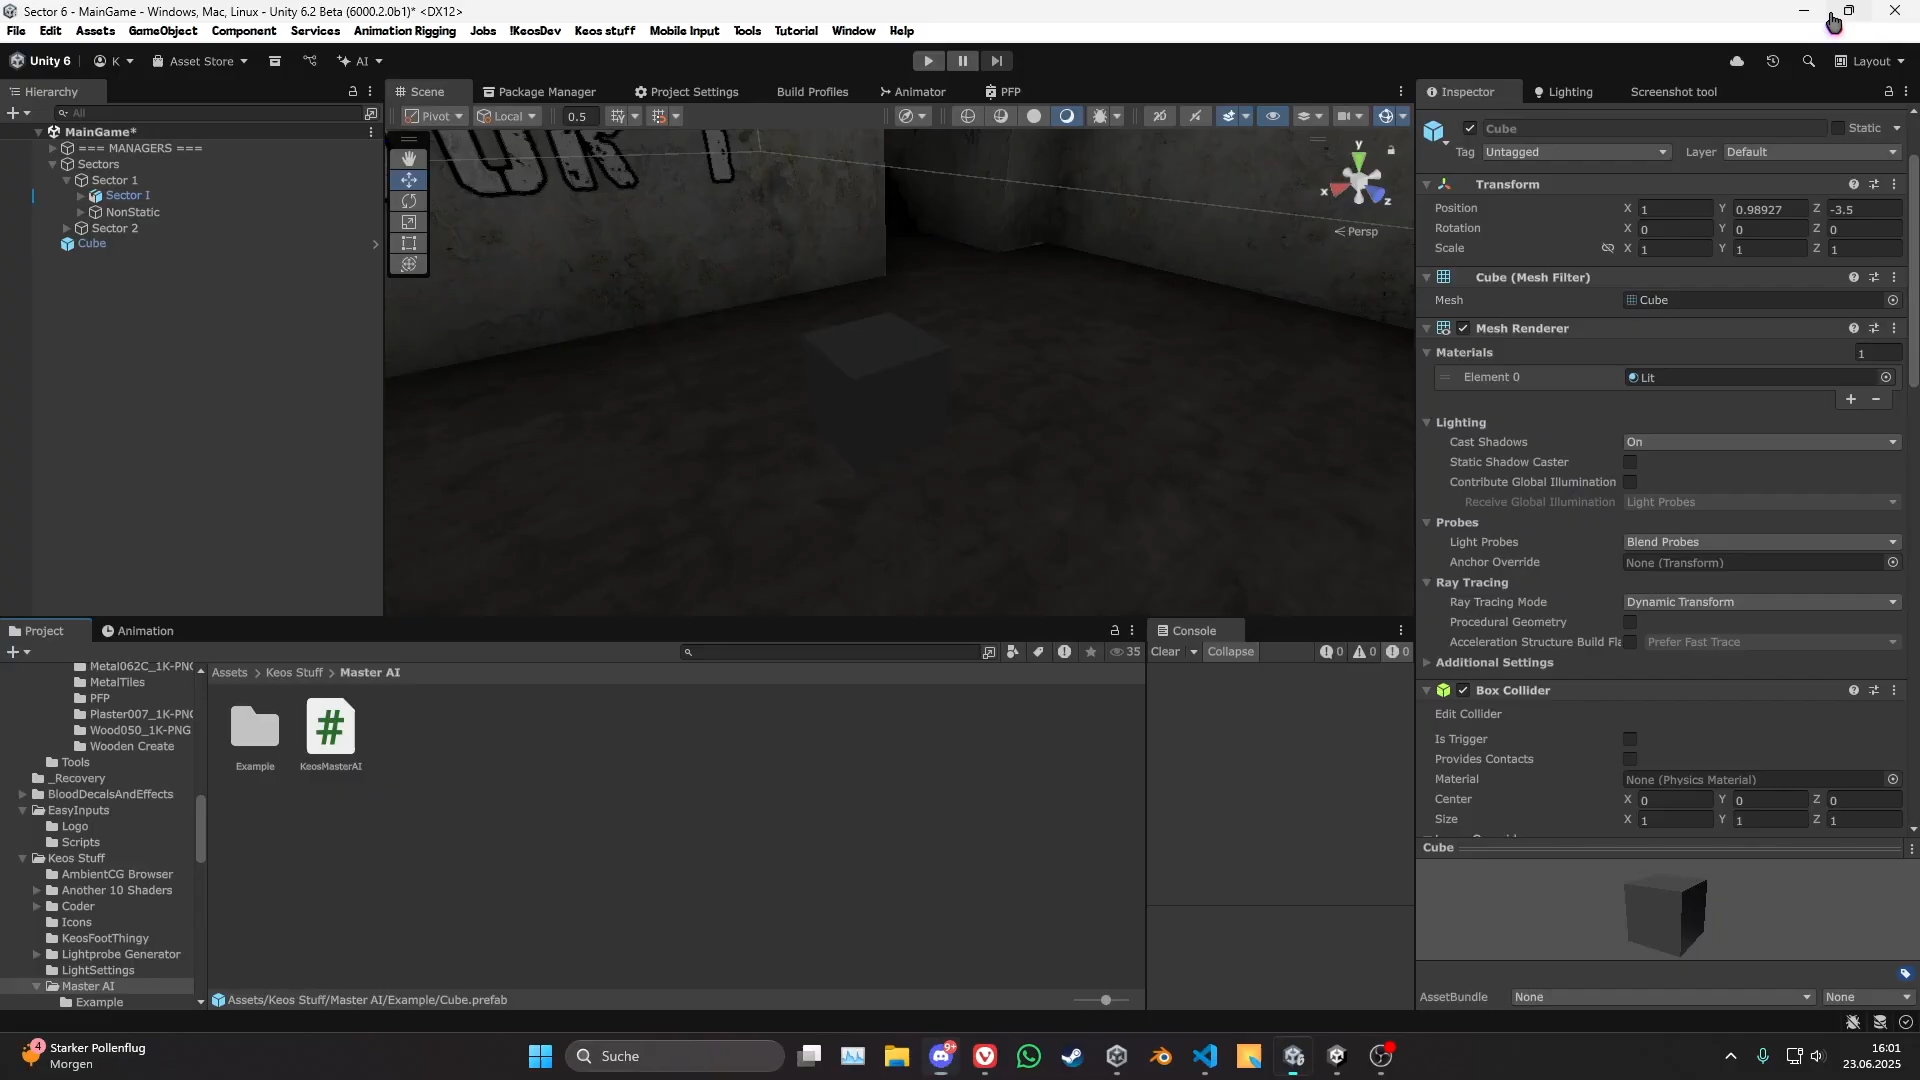 Sector 6 - MainGame - Windows, Mac, Linux - Unity 6.2 Beta (6000.2.0b1)* <DX12>
File Edit Assets GameObject Component Services Animation Rigging Jobs !KeosDev Keos stuff Mobile Input Tools Tutorial Window Help
Unity 6 K Asset Store AI Layout
Hierarchy Scene Package Manager Project Settings Build Profiles Animator PFP Inspector Lighting Screenshot tool
All Pivot Local 0.5 2D Cube Static
MainGame*
=== MANAGERS ===
Sectors
Sector 1
Sector I
NonStatic
Sector 2
Cube
y
x
z
Persp
Tag Untagged Layer Default
Transform
Position X 1 Y 0.98927 Z -3.5
Rotation X 0 Y 0 Z 0
Scale X 1 Y 1 Z 1
Cube (Mesh Filter)
Mesh Cube
Mesh Renderer
Materials 1
Element 0 Lit
Lighting
Cast Shadows On
Static Shadow Caster
Contribute Global Illumination
Receive Global Illumination Light Probes
Probes
Light Probes Blend Probes
Anchor Override None (Transform)
Ray Tracing
Ray Tracing Mode Dynamic Transform
Procedural Geometry
Acceleration Structure Build Fla Prefer Fast Trace
Additional Settings
Box Collider
Edit Collider
Is Trigger
Provides Contacts
Material None (Physics Material)
Center X 0 Y 0 Z 0
Size X 1 Y 1 Z 1
Cube
AssetBundle None None
Project Animation
35
Metal062C_1K-PNG
MetalTiles
PFP
Plaster007_1K-PNG
Wood050_1K-PNG
Wooden Create
Tools
_Recovery
BloodDecalsAndEffects
EasyInputs
Logo
Scripts
Keos Stuff
AmbientCG Browser
Another 10 Shaders
Coder
Icons
KeosFootThingy
Lightprobe Generator
LightSettings
Master AI
Example
Assets > Keos Stuff > Master AI
Example KeosMasterAI
Assets/Keos Stuff/Master AI/Example/Cube.prefab
Console
Clear Collapse 0 0 0
4 Starker Pollenflug
Morgen
Suche
9+
16:01
23.06.2025